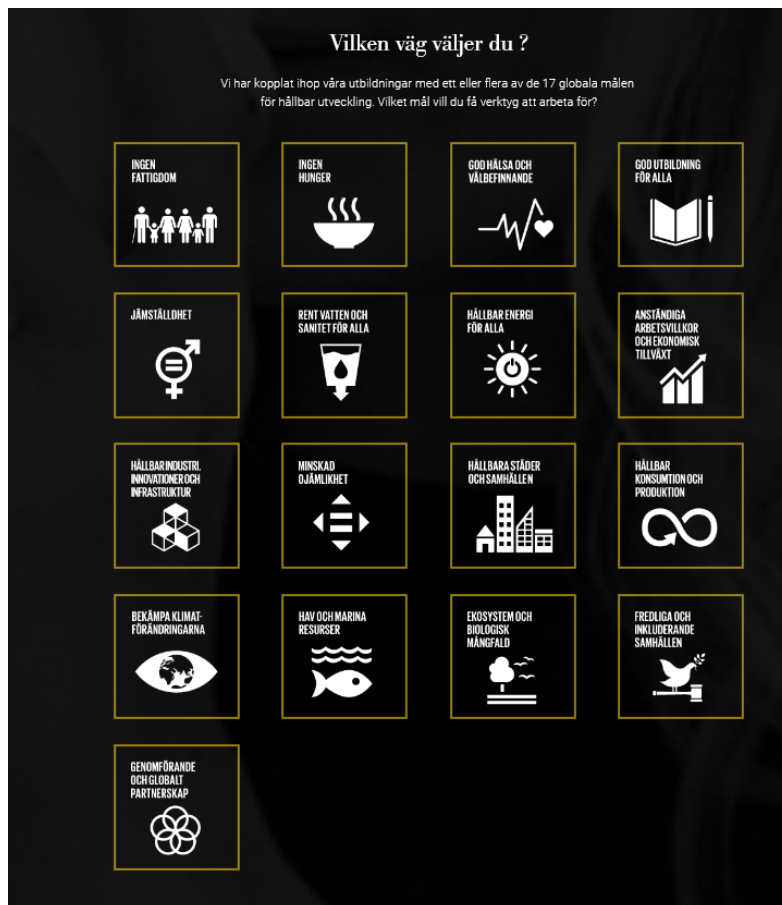 Vilken väg väljer du ?
Vi har kopplat ihop våra utbildningar med ett eller flera av de 17 globala målen
för hållbar utveckling. Vilket mål vill du få verktyg att arbeta för?
INGEN
FATTIGDOM
INGEN
HUNGER
GOD HÄLSA OCH
VÄLBEFINNANDE
GOD UTBILDNING
FÖR ALLA
JÄMSTÄLLDHET
RENT VATTEN OCH
SANITET FÖR ALLA
HÅLLBAR ENERGI
FÖR ALLA
ANSTÄNDIGA
ARBETSVILLKOR
OCH EKONOMISK
TILLVÄXT
HÅLLBAR INDUSTRI,
INNOVATIONER OCH
INFRASTRUKTUR
MINSKAD
OJÄMLIKHET
HÅLLBARA STÄDER
OCH SAMHÄLLEN
HÅLLBAR
KONSUMTION OCH
PRODUKTION
BEKÄMPA KLIMAT-
FÖRÄNDRINGARNA
HAV OCH MARINA
RESURSER
EKOSYSTEM OCH
BIOLOGISK
MÅNGFALD
FREDLIGA OCH
INKLUDERANDE
SAMHÄLLEN
GENOMFÖRANDE
OCH GLOBALT
PARTNERSKAP